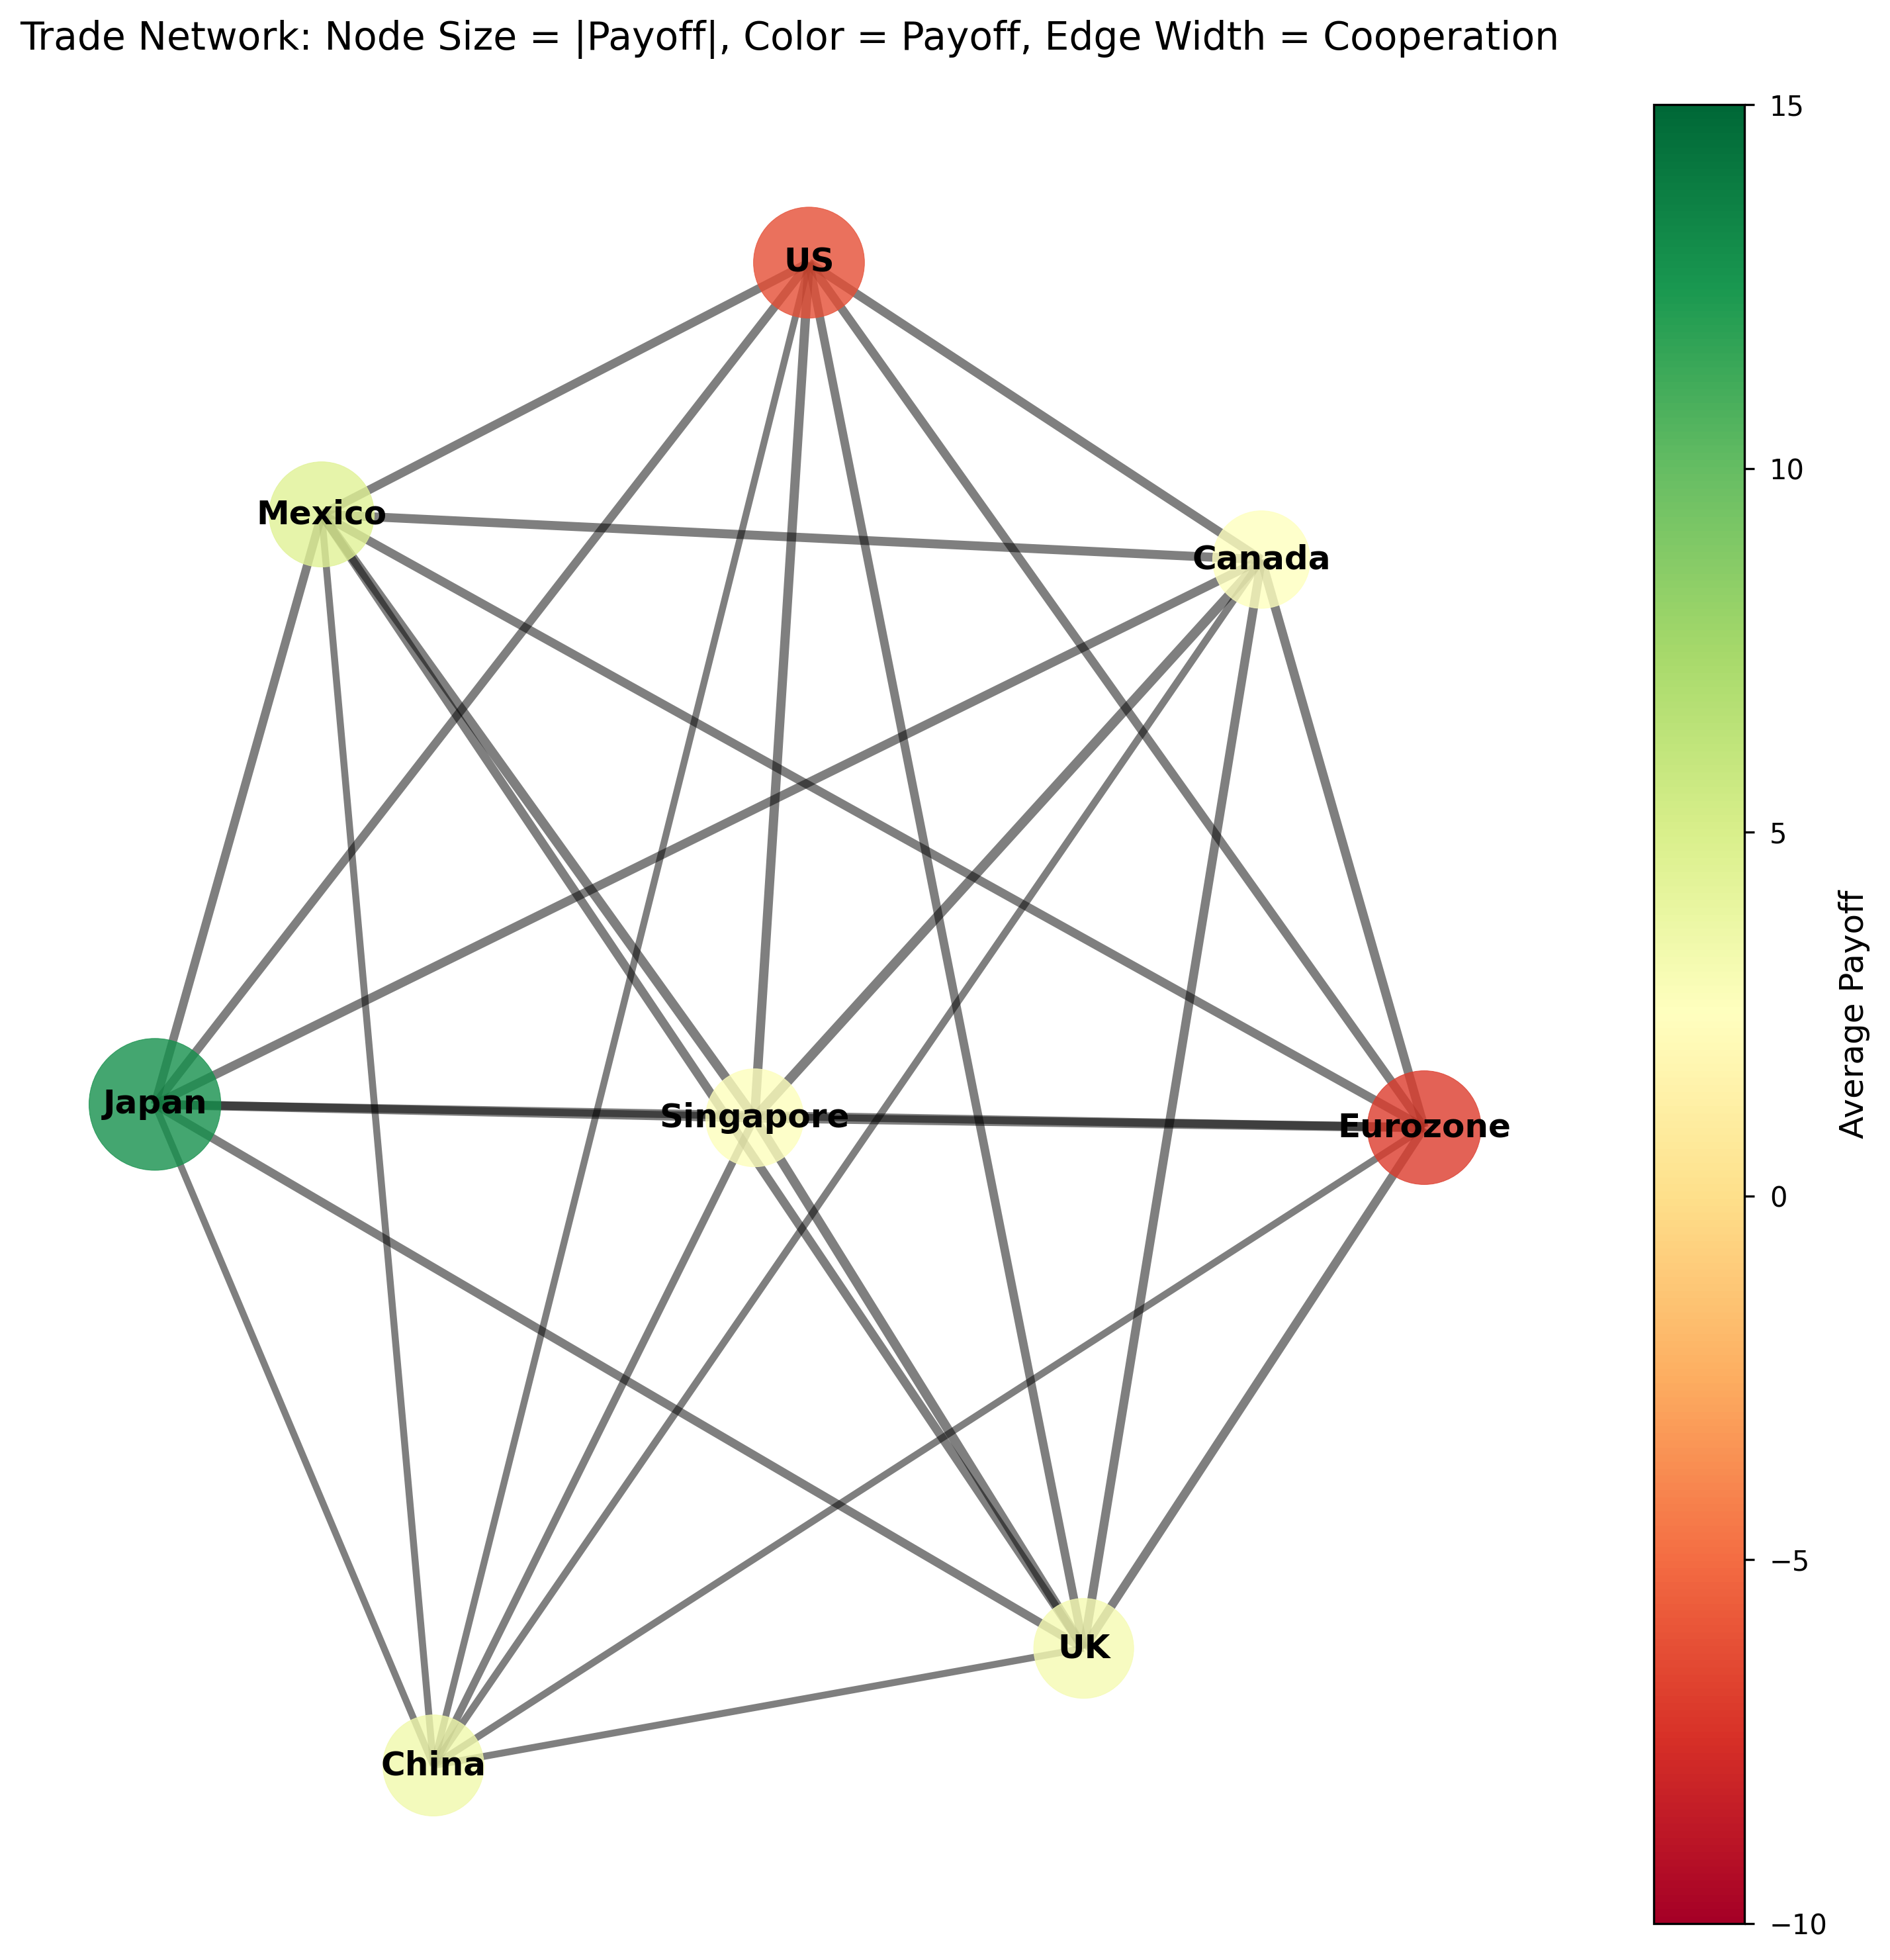 Trade Network: Node Size = |Payoff|, Color = Payoff, Edge Width = Cooperation
US
Mexico
Canada
Japan
Singapore
Eurozone
UK
China
15
10
5
0
−5
−10
Average Payoff